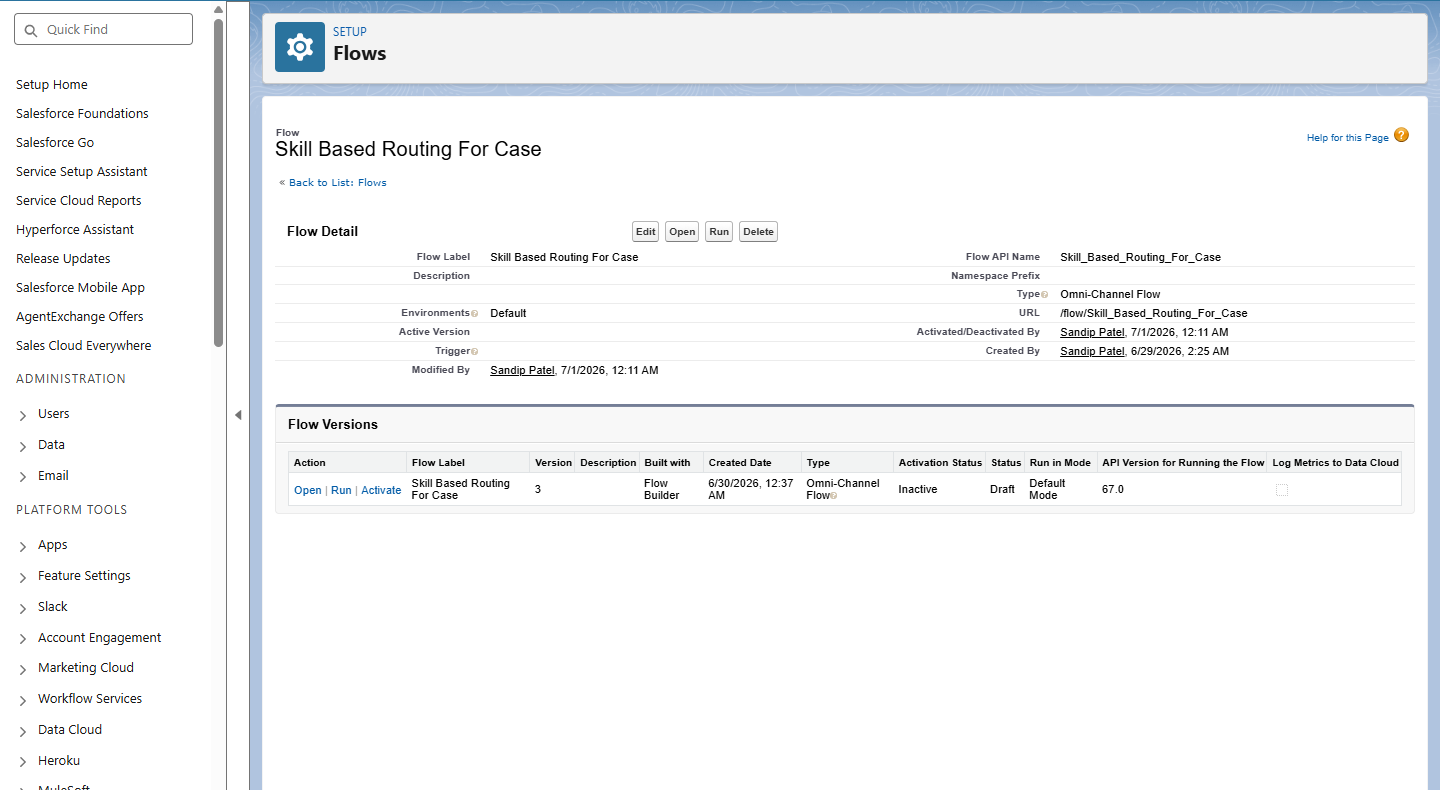 Quick Find
Setup Home
Salesforce Foundations
Salesforce Go
Service Setup Assistant
Service Cloud Reports
Hyperforce Assistant
Release Updates
Salesforce Mobile App
AgentExchange Offers
Sales Cloud Everywhere
ADMINISTRATION
Users
Data
Email
PLATFORM TOOLS
Apps
Feature Settings
Slack
Account Engagement
Marketing Cloud
Workflow Services
Data Cloud
Heroku
MuleSoft
SETUP
Flows
Flow
Skill Based Routing For Case
Help for this Page ?
« Back to List: Flows
Flow Detail Edit Open Run Delete
Flow Label Skill Based Routing For Case Flow API Name Skill_Based_Routing_For_Case
Description Namespace Prefix
Type Omni-Channel Flow
Environments Default URL /flow/Skill_Based_Routing_For_Case
Active Version Activated/Deactivated By Sandip Patel, 7/1/2026, 12:11 AM
Trigger Created By Sandip Patel, 6/29/2026, 2:25 AM
Modified By Sandip Patel, 7/1/2026, 12:11 AM
Flow Versions
Action Flow Label Version Description Built with Created Date Type Activation Status Status Run in Mode API Version for Running the Flow Log Metrics to Data Cloud
Open | Run | Activate Skill Based Routing For Case 3 Flow Builder 6/30/2026, 12:37 AM Omni-Channel Flow Inactive Draft Default Mode 67.0